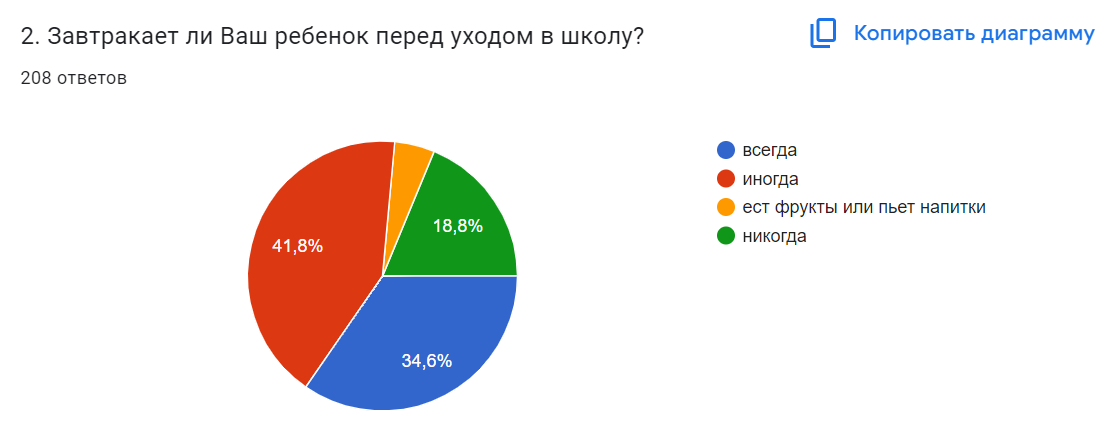 2. Завтракает ли Ваш ребенок перед уходом в школу?
Копировать диаграмму
208 ответов
всегда
иногда
ест фрукты или пьет напитки
никогда
18,8%
41,8%
34,6%